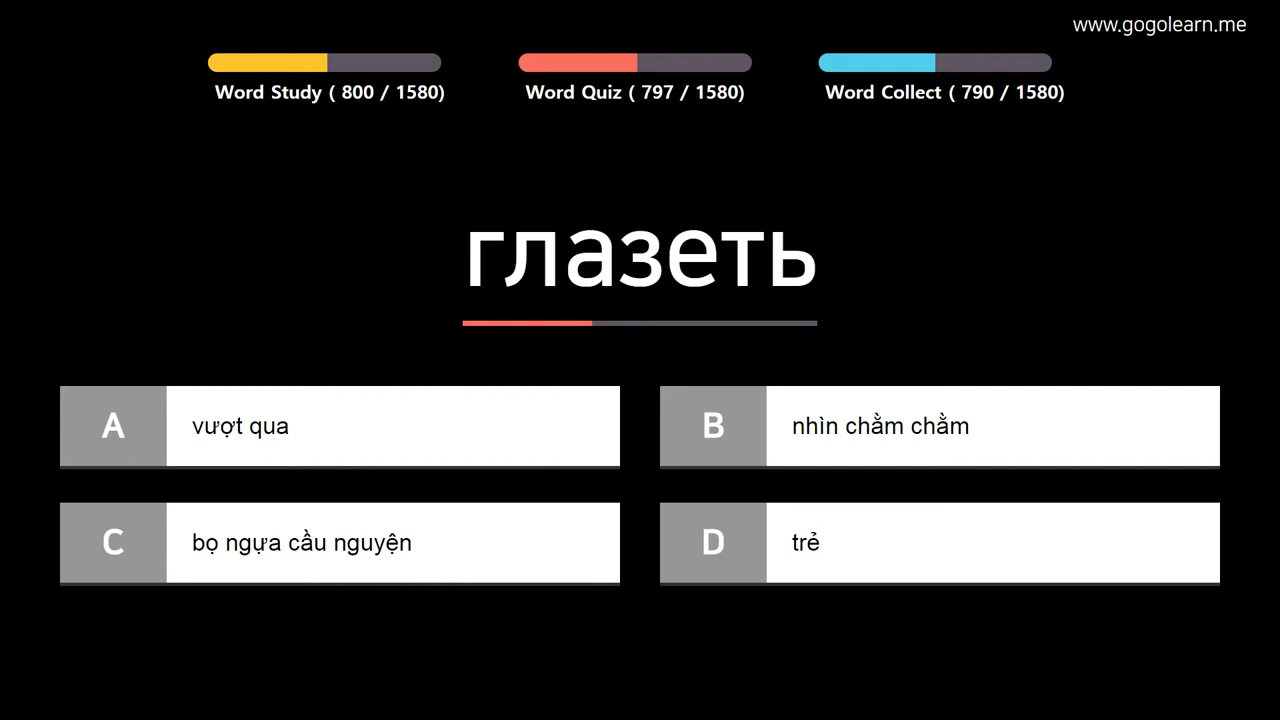 www.gogolearn.me
Word Study ( 800 / 1580)
Word Quiz ( 797 / 1580)
Word Collect ( 790 / 1580)
глазеть
A
vượt qua
B
nhìn chằm chằm
C
bọ ngựa cầu nguyện
D
trẻ